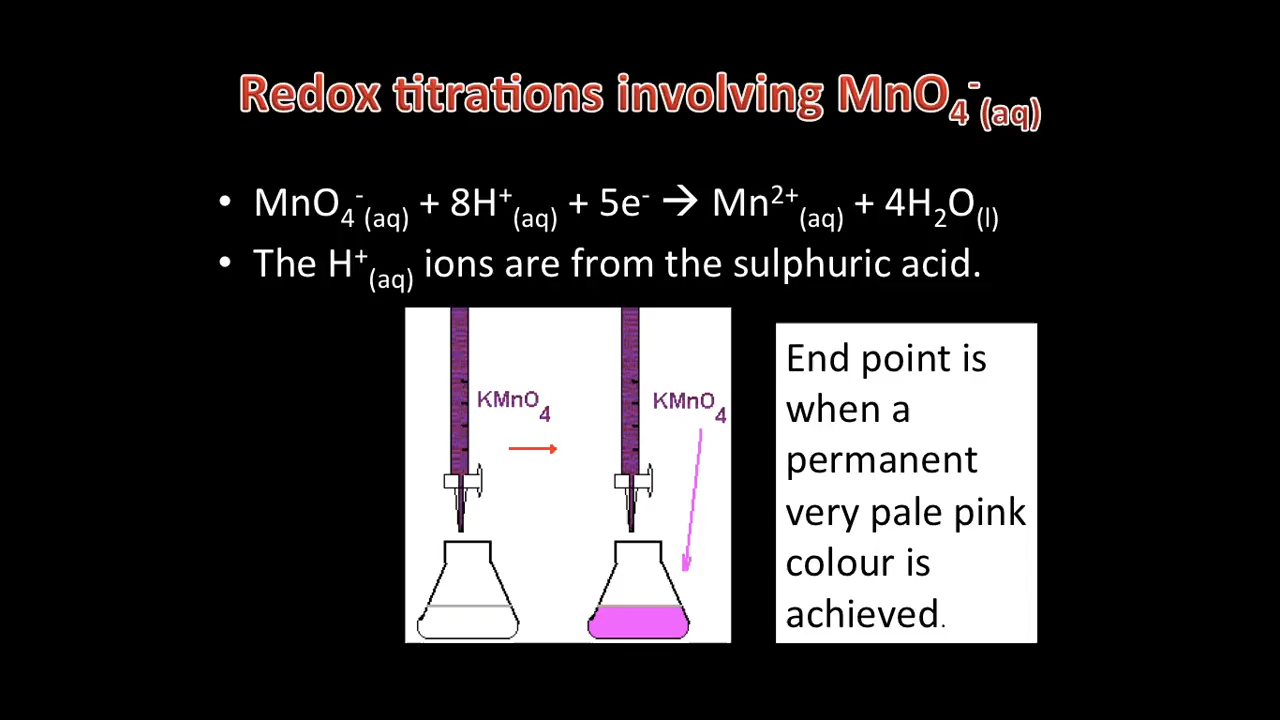 Redox titrations involving MnO₄⁻(aq)
• MnO₄⁻(aq) + 8H⁺(aq) + 5e⁻ → Mn²⁺(aq) + 4H₂O(l)
• The H⁺(aq) ions are from the sulphuric acid.
KMnO₄
KMnO₄
End point is
when a
permanent
very pale pink
colour is
achieved.